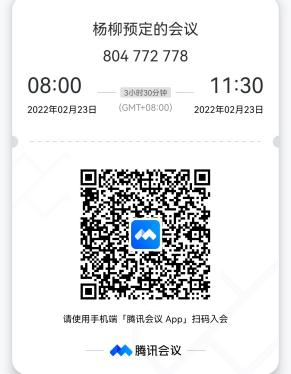 杨柳预定的会议
804 772 778
08:00 3小时30分钟 11:30
2022年02月23日 (GMT+08:00) 2022年02月23日
请使用手机端「腾讯会议 App」扫码入会
腾讯会议